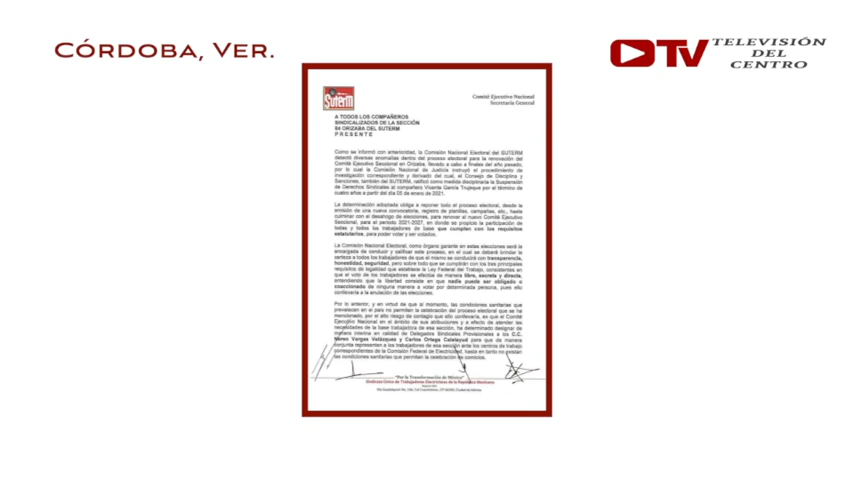 CÓRDOBA, VER.
TV TELEVISIÓN
DEL
CENTRO
Suterm
Comité Ejecutivo Nacional
Secretaría General
A TODOS LOS COMPAÑEROS
SINDICALIZADOS DE LA SECCIÓN
84 ORIZABA DEL SUTERM
P R E S E N T E
Como se informó con anterioridad, la Comisión Nacional Electoral del SUTERM
detectó diversas anomalías dentro del proceso electoral para la renovación del
Comité Ejecutivo Seccional en Orizaba, llevado a cabo a finales del año pasado,
por lo cual la Comisión Nacional de Justicia instruyó el procedimiento de
investigación correspondiente y derivado del cual, el Consejo de Disciplina y
Sanciones, también del SUTERM, ratificó como medida disciplinaria la Suspensión
de Derechos Sindicales al compañero Vicente García Trujeque por el término de
cuatro años a partir del día 05 de enero de 2021.
La determinación adoptada obliga a reponer todo el proceso electoral, desde la
emisión de una nueva convocatoria, registro de planillas, campañas, etc., hasta
culminar con el desahogo de elecciones, para renovar al nuevo Comité Ejecutivo
Seccional, para el periodo 2021-2027, en donde se propicie la participación de
todas y todos los trabajadores de base que cumplan con los requisitos
estatutarios, para poder votar y ser votados.
La Comisión Nacional Electoral, como órgano garante en estas elecciones será la
encargada de conducir y calificar este proceso, en el cual se deberá brindar la
certeza a todos los trabajadores de que el mismo se conducirá con transparencia,
honestidad, seguridad, pero sobre todo que se cumplirán con los tres principales
requisitos de legalidad que establece la Ley Federal del Trabajo, consistentes en
que el voto de los trabajadores se efectúe de manera libre, secreta y directa,
entendiendo que la libertad consiste en que nadie puede ser obligado o
coaccionado de ninguna manera a votar por determinada persona, pues ello
conllevaría a la anulación de las elecciones.
Por lo anterior, y en virtud de que al momento, las condiciones sanitarias que
prevalecen en el país no permiten la celebración del proceso electoral que se ha
mencionado, por el alto riesgo de contagio que ello conllevaría, es que el Comité
Ejecutivo Nacional en el ámbito de sus atribuciones y a efecto de atender las
necesidades de la base trabajadora de esa sección, ha determinado designar de
manera interina en calidad de Delegados Sindicales Provisionales a los C.C.
Vargas Velázquez y Carlos Ortega Calatayud para que de manera
conjunta representen a los trabajadores de esa sección ante los centros de trabajo
correspondientes de la Comisión Federal de Electricidad, hasta en tanto no existan
las condiciones sanitarias que permitan la celebración de comicios.
"Por la Transformación de México"
Sindicato Único de Trabajadores Electricistas de la República Mexicana